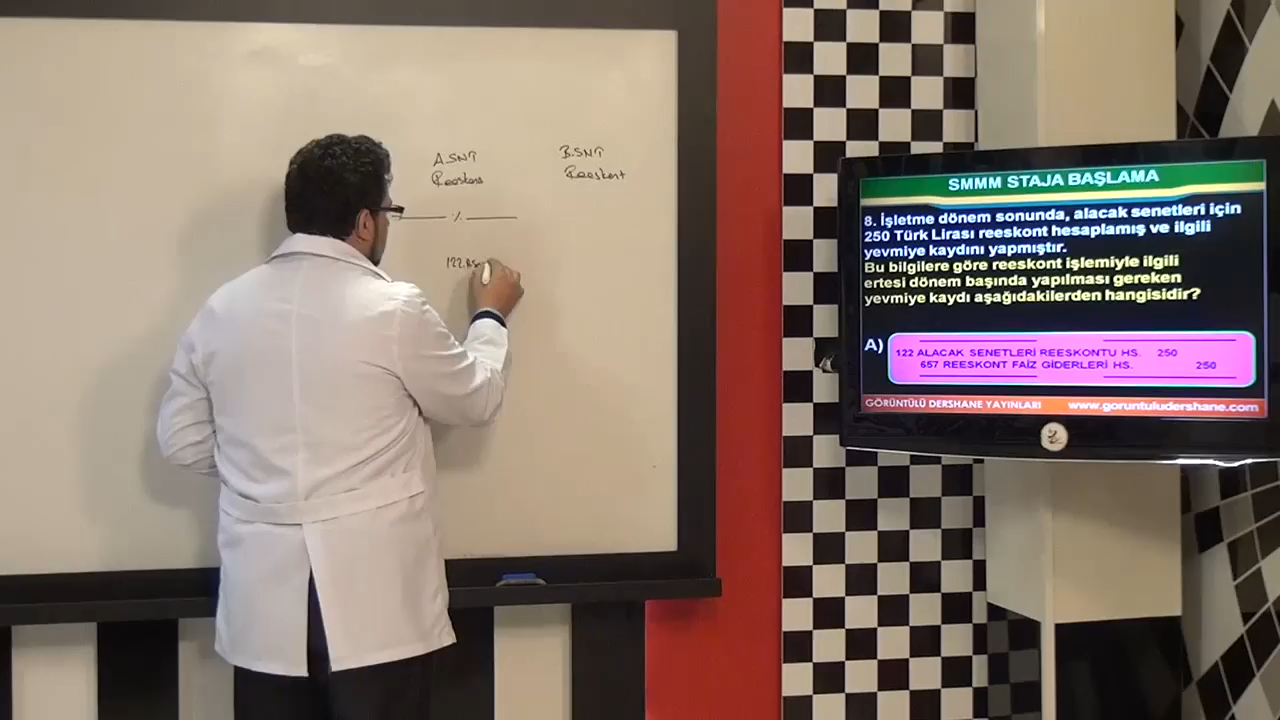 A.SNT
Reeskont
B.SNT
Reeskont
%
122.A.S
SMMM STAJA BAŞLAMA
8. İşletme dönem sonunda, alacak senetleri için
250 Türk Lirası reeskont hesaplamış ve ilgili
yevmiye kaydını yapmıştır.
Bu bilgilere göre reeskont işlemiyle ilgili
ertesi dönem başında yapılması gereken
yevmiye kaydı aşağıdakilerden hangisidir?
A)
122 ALACAK SENETLERİ REESKONTU HS. 250
657 REESKONT FAİZ GİDERLERİ HS. 250
GÖRÜNTÜLÜ DERSHANE YAYINLARI www.goruntuludershane.com